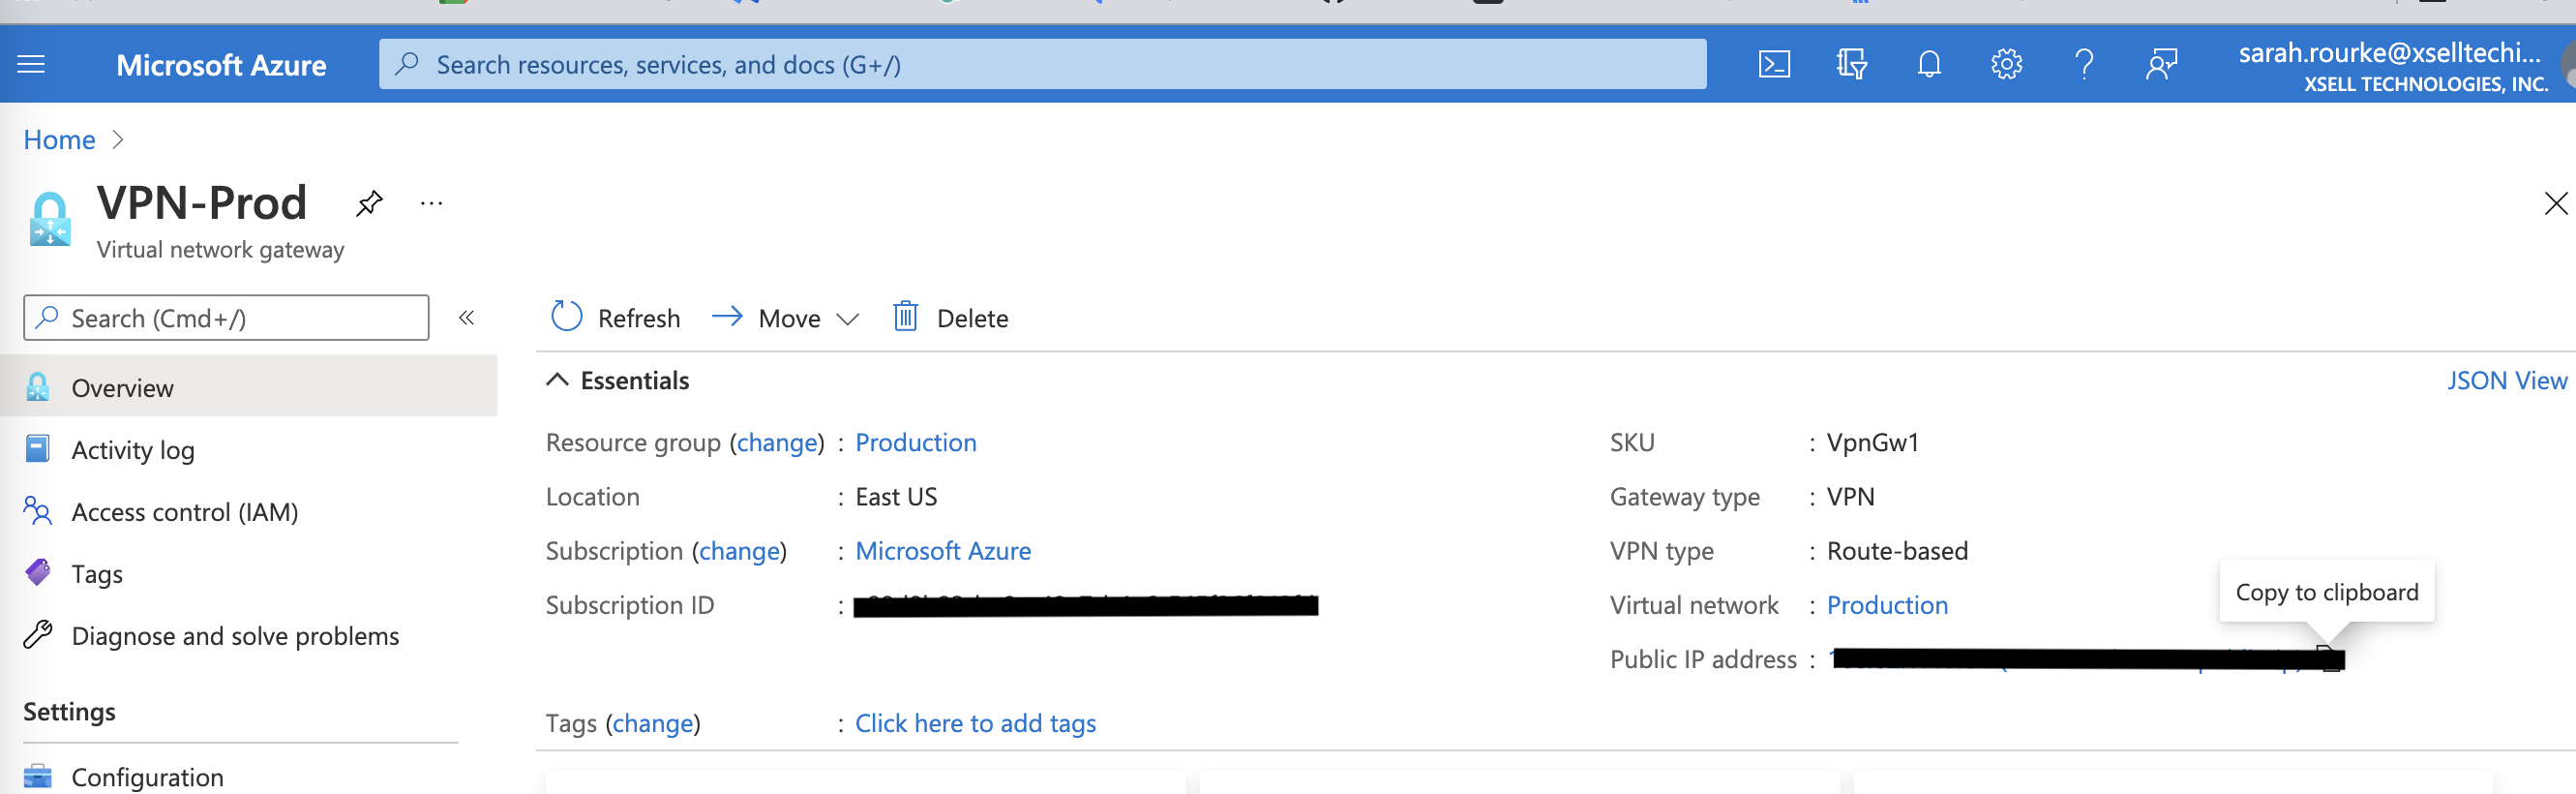 Microsoft Azure
Search resources, services, and docs (G+/)
sarah.rourke@xselltechi...
XSELL TECHNOLOGIES, INC.
Home
VPN-Prod
...
Virtual network gateway
Search (Cmd+/)
«
Refresh
Move
Delete
Overview
Activity log
Access control (IAM)
Tags
Diagnose and solve problems
Settings
Configuration
Essentials
JSON View
Resource group (change) : Production
Location : East US
Subscription (change) : Microsoft Azure
Subscription ID :
Tags (change) : Click here to add tags
SKU : VpnGw1
Gateway type : VPN
VPN type : Route-based
Virtual network : Production
Public IP address :
Copy to clipboard